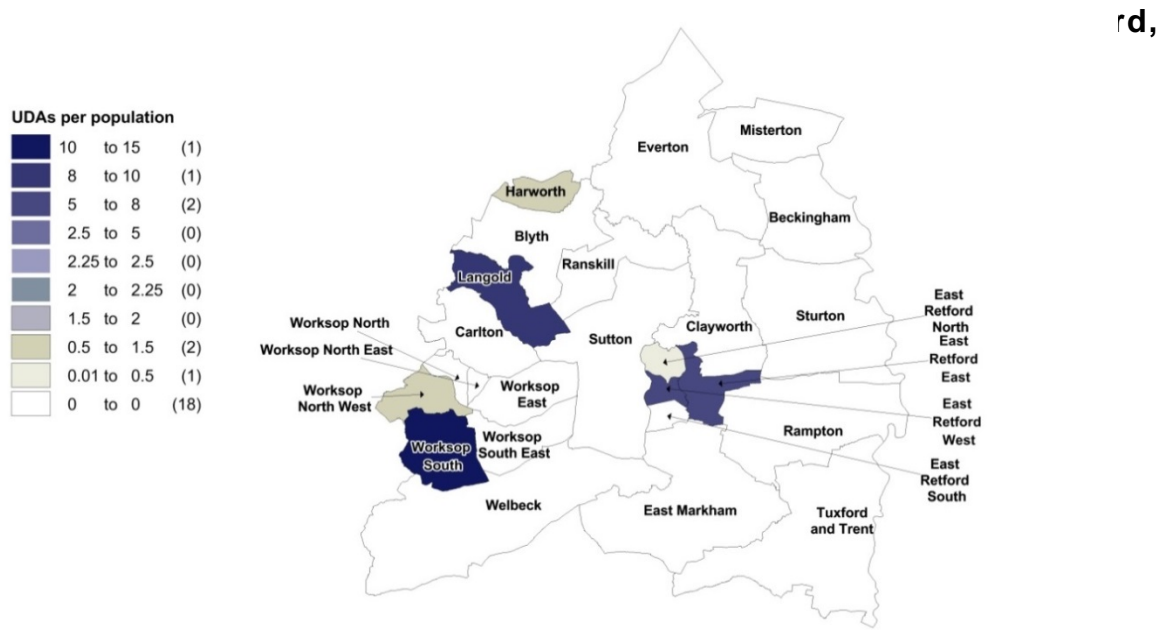 rd,
UDAs per population
10 to 15 (1)
8 to 10 (1)
5 to 8 (2)
2.5 to 5 (0)
2.25 to 2.5 (0)
2 to 2.25 (0)
1.5 to 2 (0)
0.5 to 1.5 (2)
0.01 to 0.5 (1)
0 to 0 (18)
Misterton
Everton
Harworth
Beckingham
Blyth
Ranskill
Langold
East
Retford
North
East
Sturton
Worksop North
Clayworth
Carlton
Sutton
Worksop North East
Retford
East
Worksop
North West
Worksop
East
East
Retford
West
Rampton
Worksop
South
Worksop
South East
East
Retford
South
Welbeck
East Markham
Tuxford
and Trent